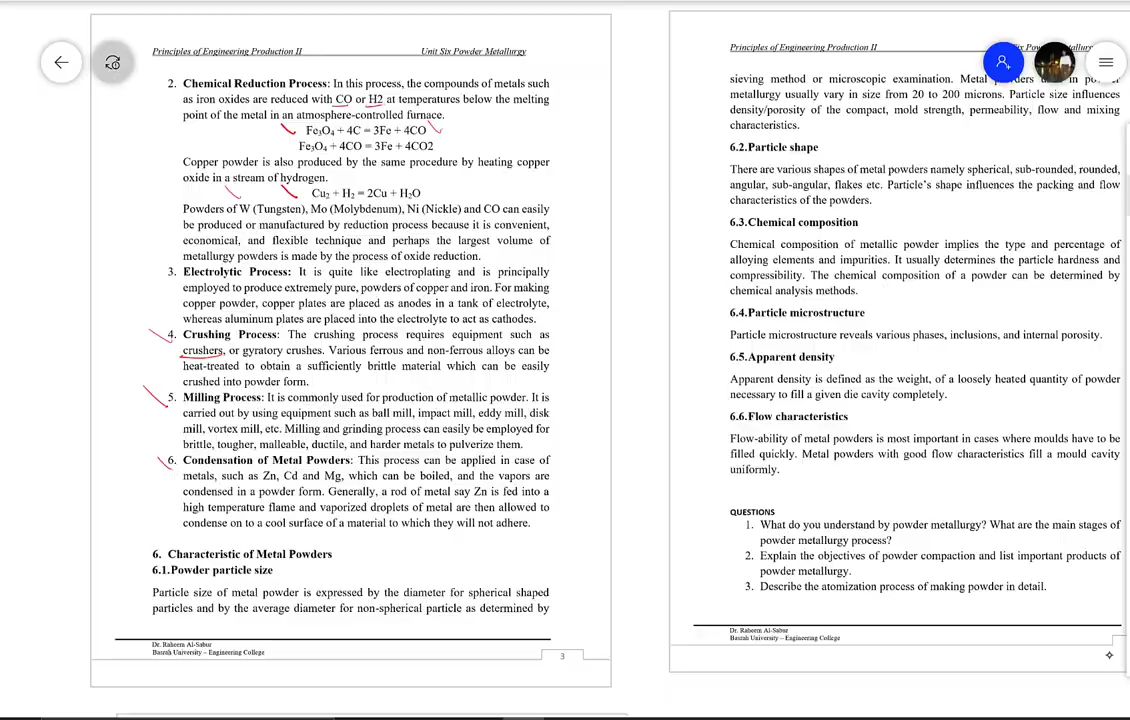 Principles of Engineering Production II Unit Six Powder Metallurgy
2. Chemical Reduction Process: In this process, the compounds of metals such
as iron oxides are reduced with CO or H2 at temperatures below the melting
point of the metal in an atmosphere-controlled furnace.
Fe₃O₄ + 4C = 3Fe + 4CO
Fe₃O₄ + 4CO = 3Fe + 4CO2
Copper powder is also produced by the same procedure by heating copper
oxide in a stream of hydrogen.
Cu₂ + H₂ = 2Cu + H₂O
Powders of W (Tungsten), Mo (Molybdenum), Ni (Nickle) and CO can easily
be produced or manufactured by reduction process because it is convenient,
economical, and flexible technique and perhaps the largest volume of
metallurgy powders is made by the process of oxide reduction.
3. Electrolytic Process: It is quite like electroplating and is principally
employed to produce extremely pure, powders of copper and iron. For making
copper powder, copper plates are placed as anodes in a tank of electrolyte,
whereas aluminum plates are placed into the electrolyte to act as cathodes.
4. Crushing Process: The crushing process requires equipment such as
crushers, or gyratory crushes. Various ferrous and non-ferrous alloys can be
heat-treated to obtain a sufficiently brittle material which can be easily
crushed into powder form.
5. Milling Process: It is commonly used for production of metallic powder. It is
carried out by using equipment such as ball mill, impact mill, eddy mill, disk
mill, vortex mill, etc. Milling and grinding process can easily be employed for
brittle, tougher, malleable, ductile, and harder metals to pulverize them.
6. Condensation of Metal Powders: This process can be applied in case of
metals, such as Zn, Cd and Mg, which can be boiled, and the vapors are
condensed in a powder form. Generally, a rod of metal say Zn is fed into a
high temperature flame and vaporized droplets of metal are then allowed to
condense on to a cool surface of a material to which they will not adhere.
6. Characteristic of Metal Powders
6.1.Powder particle size
Particle size of metal powder is expressed by the diameter for spherical shaped
particles and by the average diameter for non-spherical particle as determined by
Dr. Raheem Al-Sabur
Basrah University – Engineering College
3
Principles of Engineering Production II
sieving method or microscopic examination. Metal in
metallurgy usually vary in size from 20 to 200 microns. Particle size influences
density/porosity of the compact, mold strength, permeability, flow and mixing
characteristics.
6.2.Particle shape
There are various shapes of metal powders namely spherical, sub-rounded, rounded,
angular, sub-angular, flakes etc. Particle's shape influences the packing and flow
characteristics of the powders.
6.3.Chemical composition
Chemical composition of metallic powder implies the type and percentage of
alloying elements and impurities. It usually determines the particle hardness and
compressibility. The chemical composition of a powder can be determined by
chemical analysis methods.
6.4.Particle microstructure
Particle microstructure reveals various phases, inclusions, and internal porosity.
6.5.Apparent density
Apparent density is defined as the weight, of a loosely heated quantity of powder
necessary to fill a given die cavity completely.
6.6.Flow characteristics
Flow-ability of metal powders is most important in cases where moulds have to be
filled quickly. Metal powders with good flow characteristics fill a mould cavity
uniformly.
QUESTIONS
1. What do you understand by powder metallurgy? What are the main stages of
powder metallurgy process?
2. Explain the objectives of powder compaction and list important products of
powder metallurgy.
3. Describe the atomization process of making powder in detail.
Dr. Raheem Al-Sabur
Basrah University – Engineering College